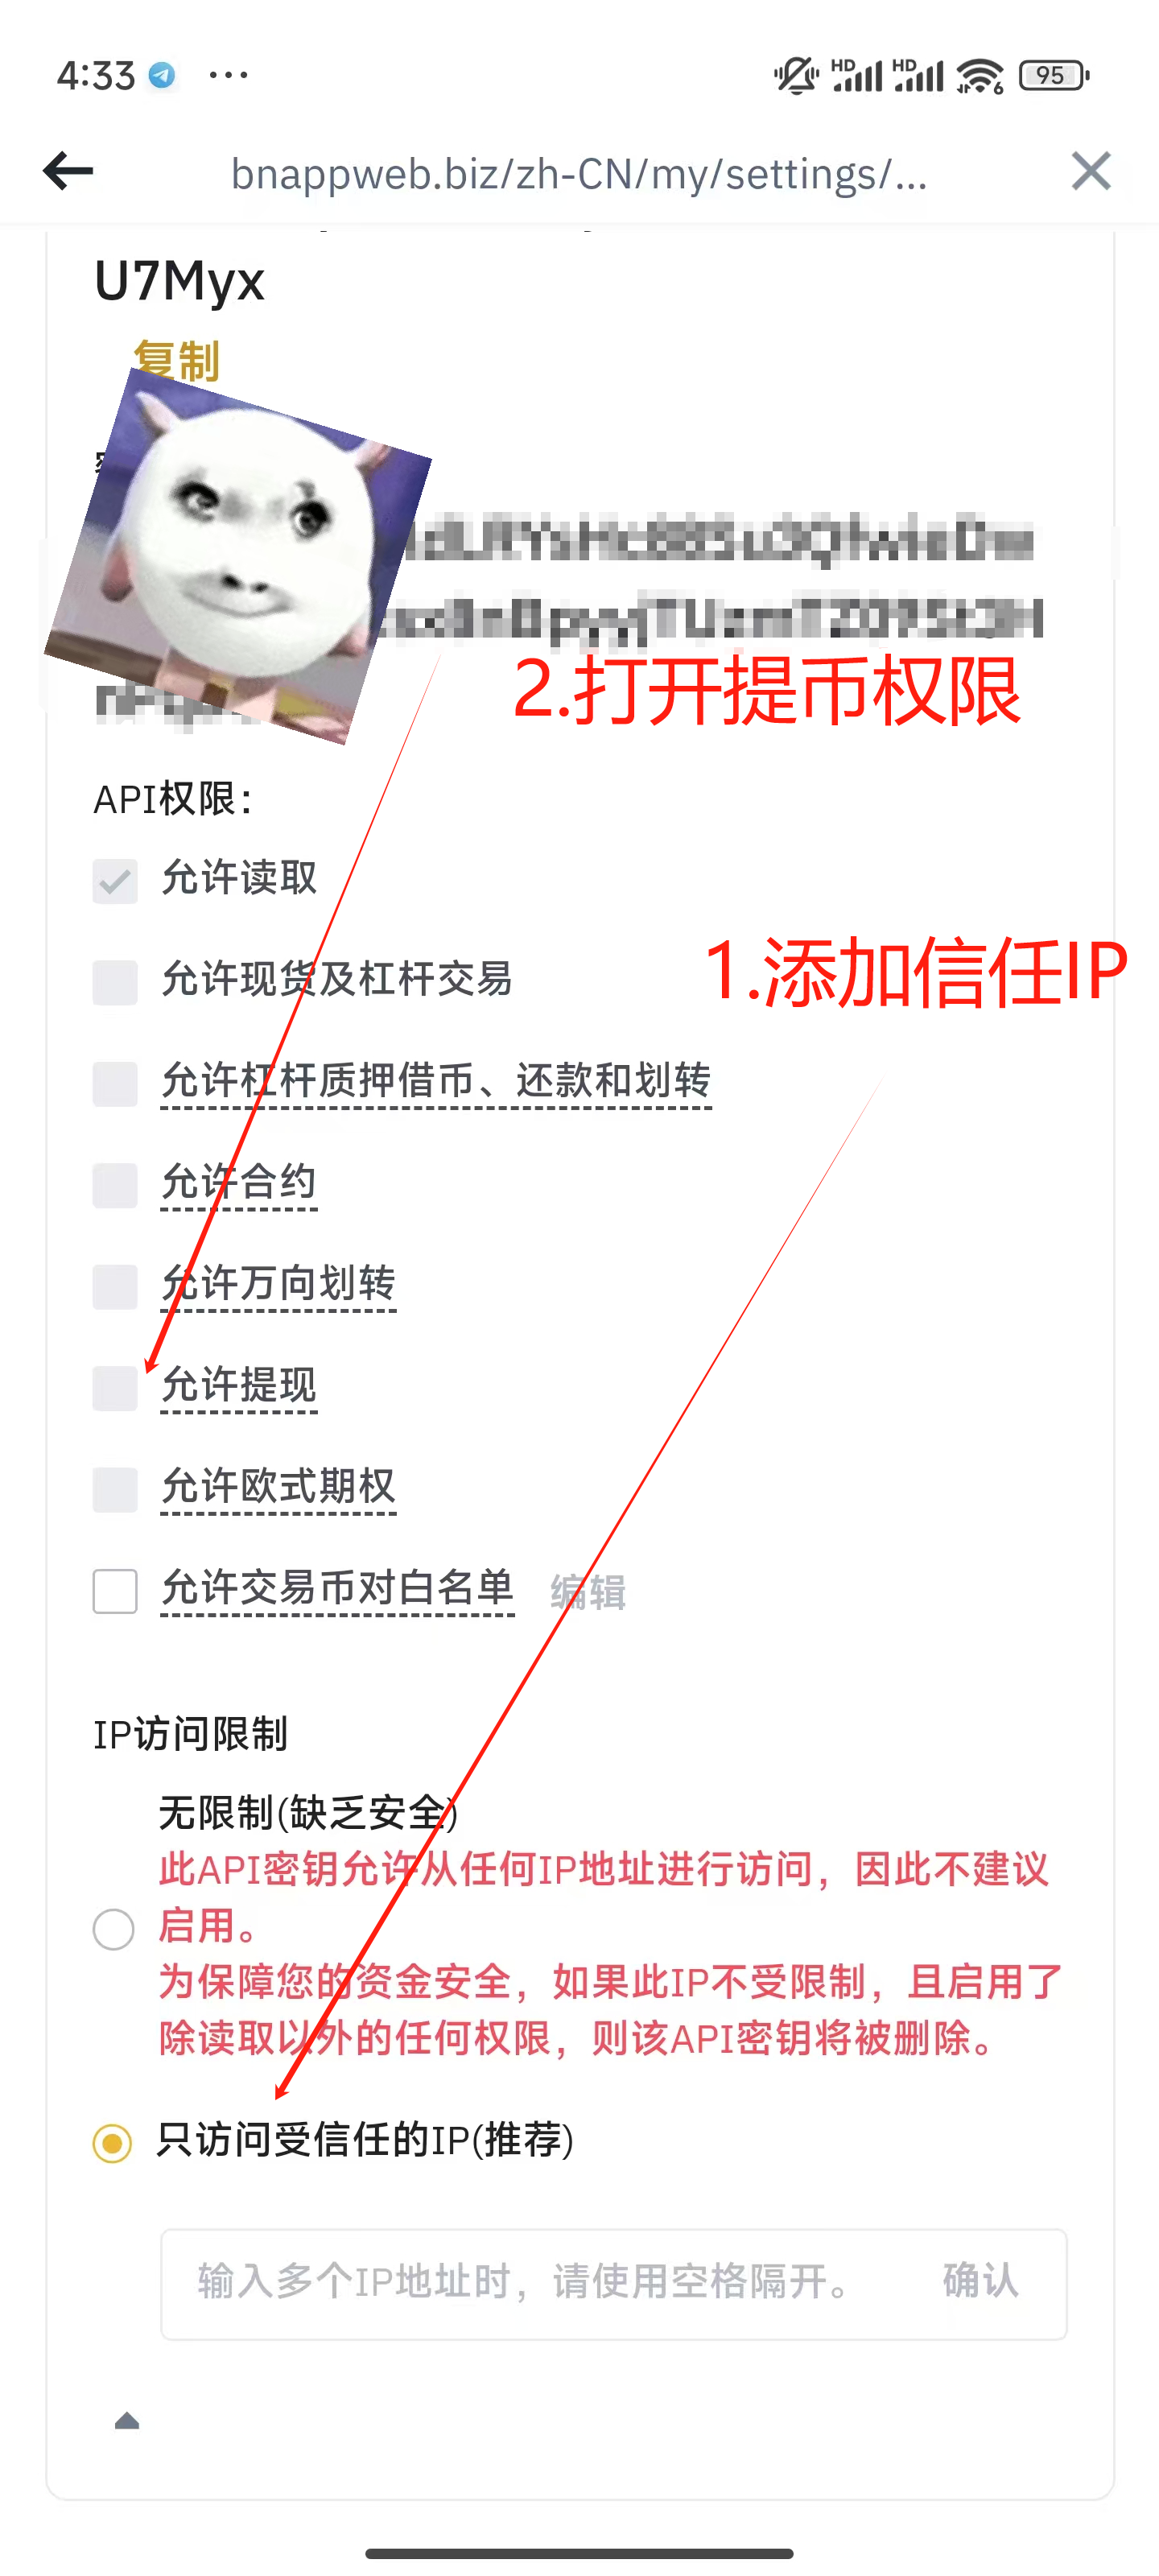 4:33 ...
HD HD 6 95
bnappweb.biz/zh-CN/my/settings/...
U7Myx
复制
2.打开提币权限
API权限：
允许读取
允许现货及杠杆交易
1.添加信任IP
允许杠杆质押借币、还款和划转
允许合约
允许万向划转
允许提现
允许欧式期权
允许交易币对白名单 编辑
IP访问限制
无限制(缺乏安全)
此API密钥允许从任何IP地址进行访问，因此不建议
启用。
为保障您的资金安全，如果此IP不受限制，且启用了
除读取以外的任何权限，则该API密钥将被删除。
只访问受信任的IP(推荐)
输入多个IP地址时，请使用空格隔开。 确认